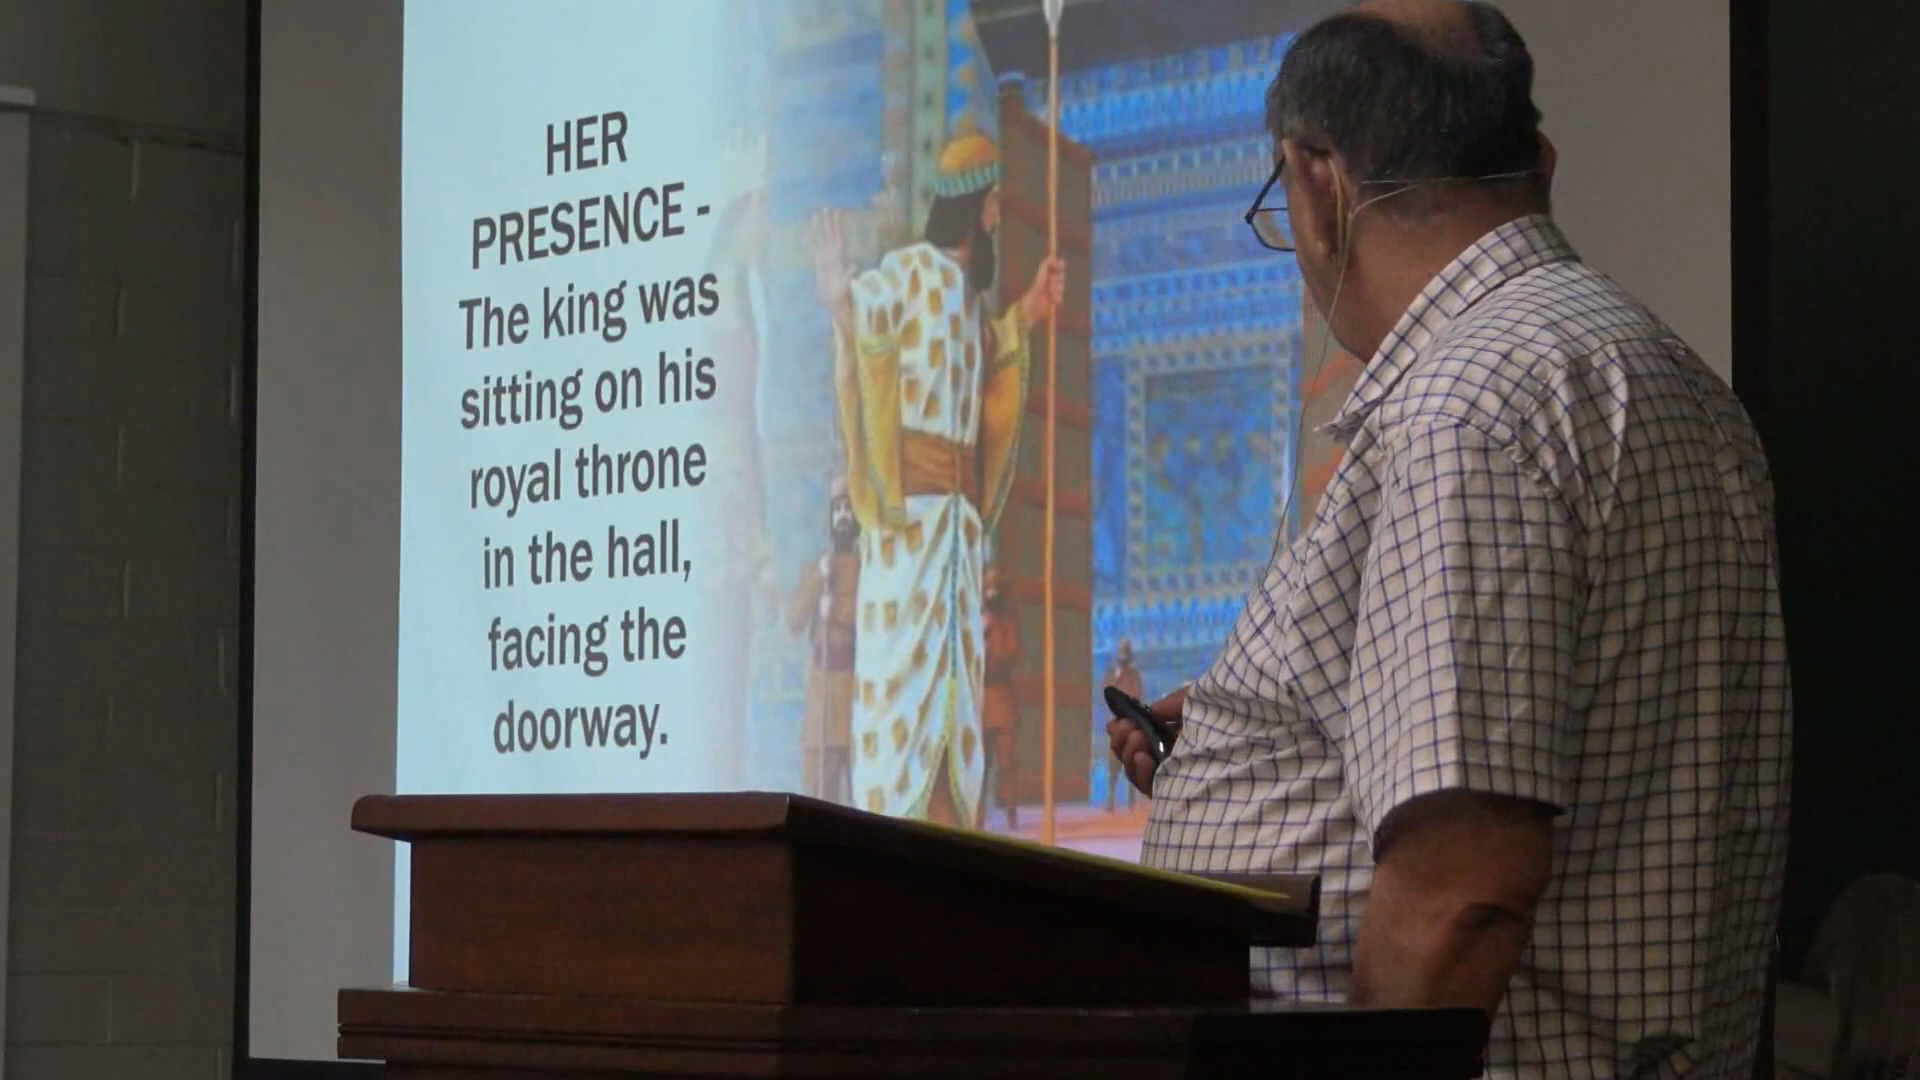 HER
PRESENCE -
The king was
sitting on his
royal throne
in the hall,
facing the
doorway.